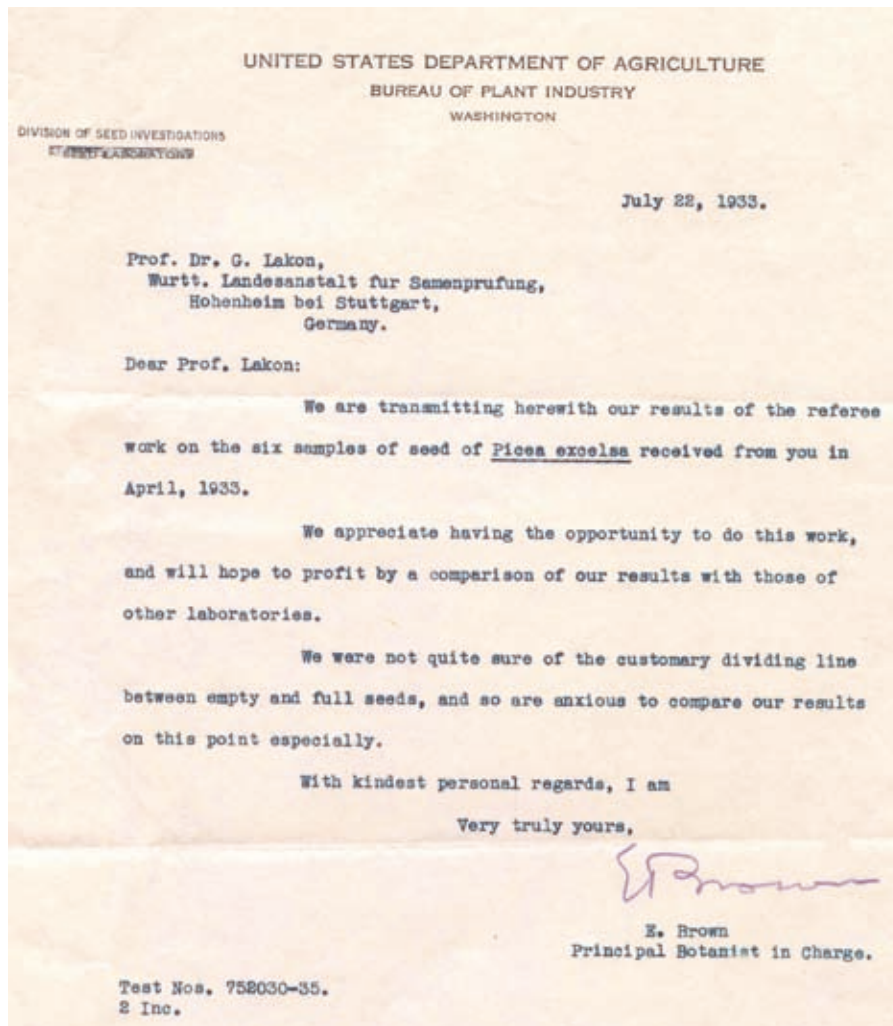 UNITED STATES DEPARTMENT OF AGRICULTURE
BUREAU OF PLANT INDUSTRY
WASHINGTON
DIVISION OF SEED INVESTIGATIONS
SEED LABORATORY
July 22, 1933.
Prof. Dr. G. Lakon,
Wurtt. Landesanstalt fur Samenprufung,
Hohenheim bei Stuttgart,
Germany.
Dear Prof. Lakon:
We are transmitting herewith our results of the referee
work on the six samples of seed of Picea excelsa received from you in
April, 1933.
We appreciate having the opportunity to do this work,
and will hope to profit by a comparison of our results with those of
other laboratories.
We were not quite sure of the customary dividing line
between empty and full seeds, and so are anxious to compare our results
on this point especially.
With kindest personal regards, I am
Very truly yours,
E Brown
E. Brown
Principal Botanist in Charge.
Test Nos. 752030-35.
2 Inc.